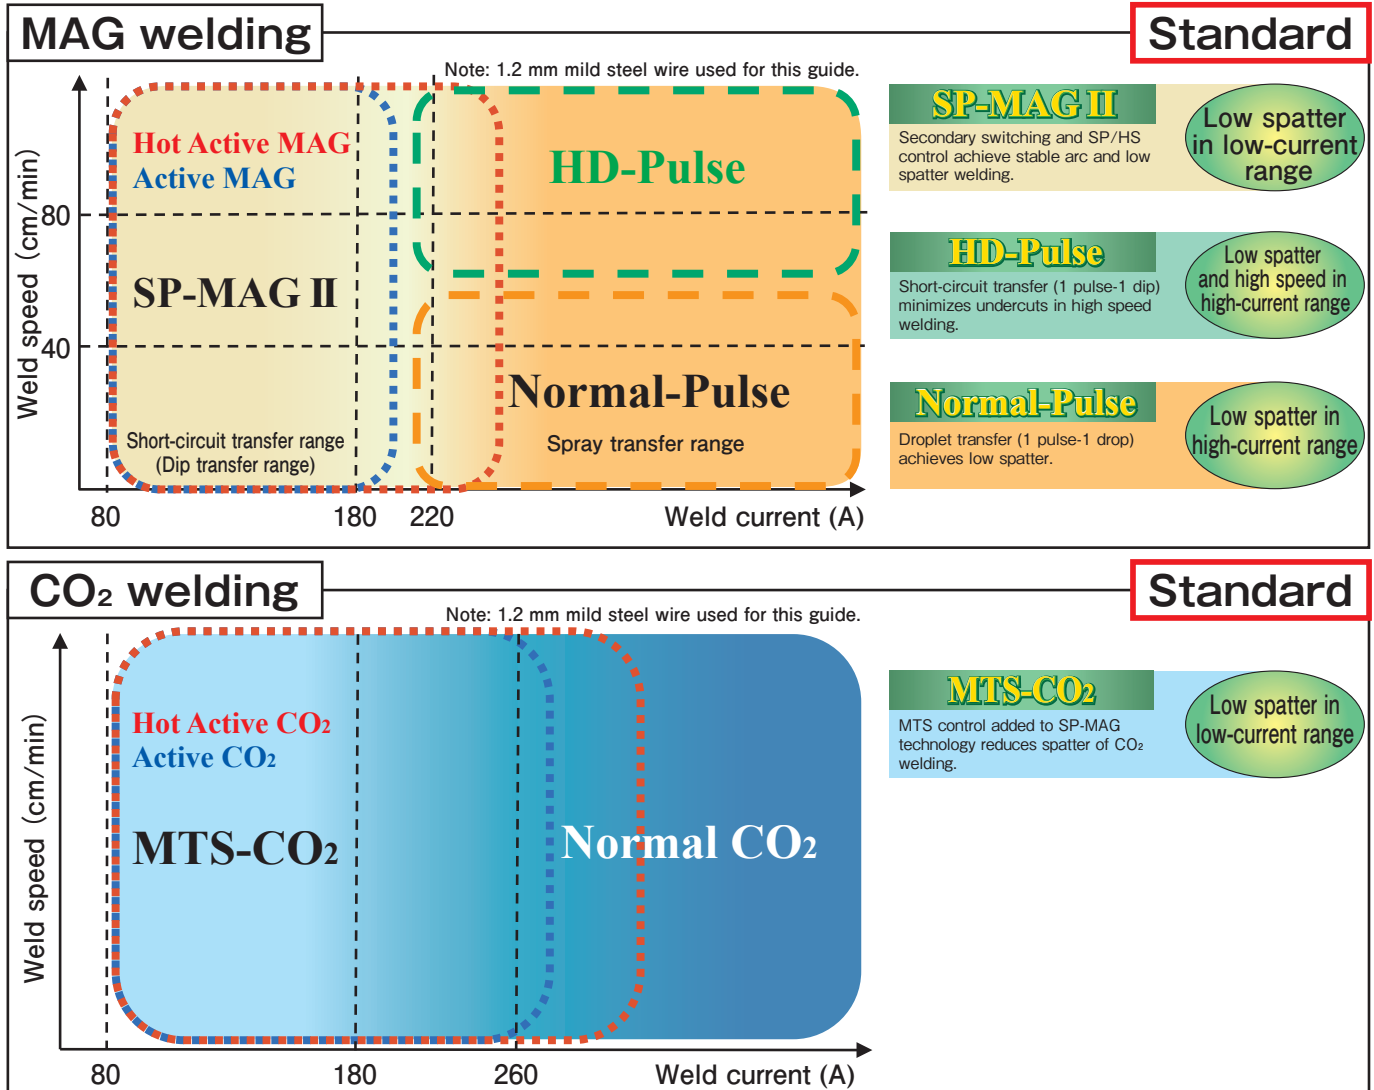 MAG welding
Standard
Note: 1.2 mm mild steel wire used for this guide.
Weld speed (cm/min)
80
40
Hot Active MAG
Active MAG
SP-MAG II
HD-Pulse
Normal-Pulse
Short-circuit transfer range
(Dip transfer range)
Spray transfer range
80
180
220
Weld current (A)
SP-MAG II
Secondary switching and SP/HS
control achieve stable arc and low
spatter welding.
Low spatter
in low-current
range
HD-Pulse
Short-circuit transfer (1 pulse-1 dip)
minimizes undercuts in high speed
welding.
Low spatter
and high speed in
high-current range
Normal-Pulse
Droplet transfer (1 pulse-1 drop)
achieves low spatter.
Low spatter in
high-current range
CO₂ welding
Standard
Note: 1.2 mm mild steel wire used for this guide.
Weld speed (cm/min)
Hot Active CO₂
Active CO₂
MTS-CO₂
Normal CO₂
80
180
260
Weld current (A)
MTS-CO₂
MTS control added to SP-MAG
technology reduces spatter of CO₂
welding.
Low spatter in
low-current range